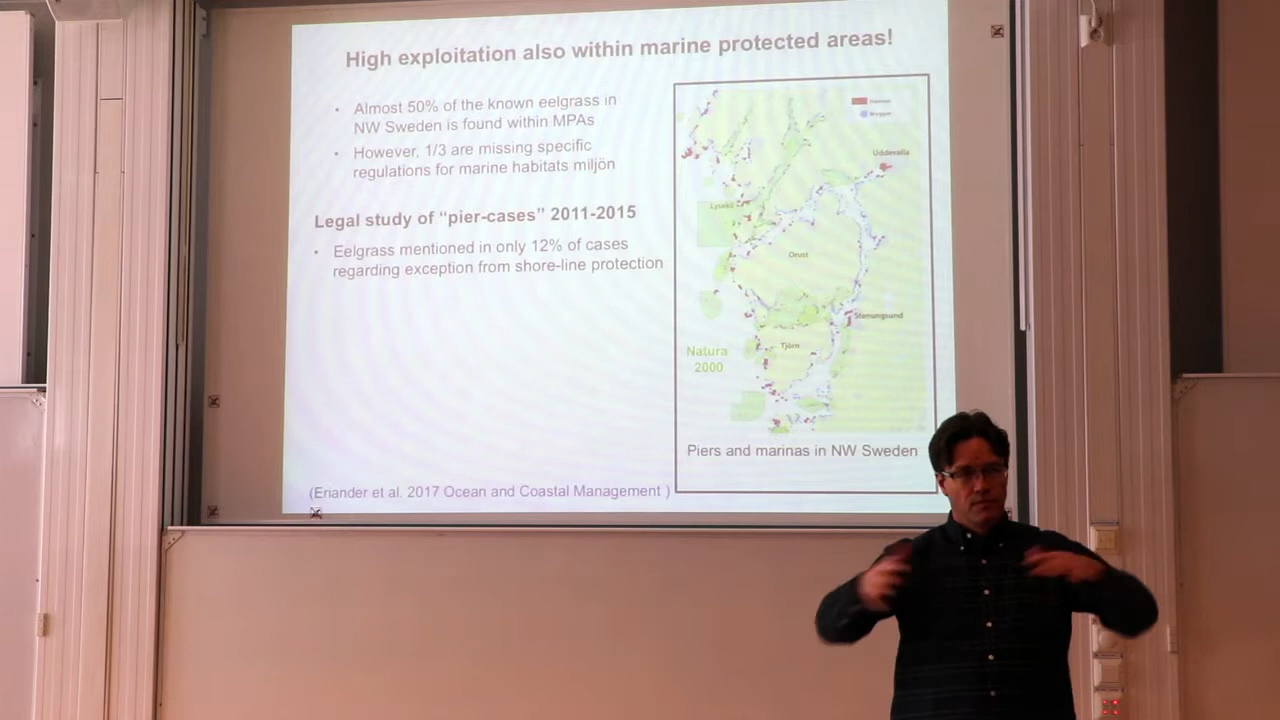 High exploitation also within marine protected areas!
• Almost 50% of the known eelgrass in
NW Sweden is found within MPAs
• However, 1/3 are missing specific
regulations for marine habitats miljön
Legal study of “pier-cases” 2011-2015
• Eelgrass mentioned in only 12% of cases
regarding exception from shore-line protection
(Eriander et al. 2017 Ocean and Coastal Management )
Hamnar
Bryggor
Uddevalla
Lysekil
Orust
Stenungsund
Tjörn
Natura
2000
Piers and marinas in NW Sweden